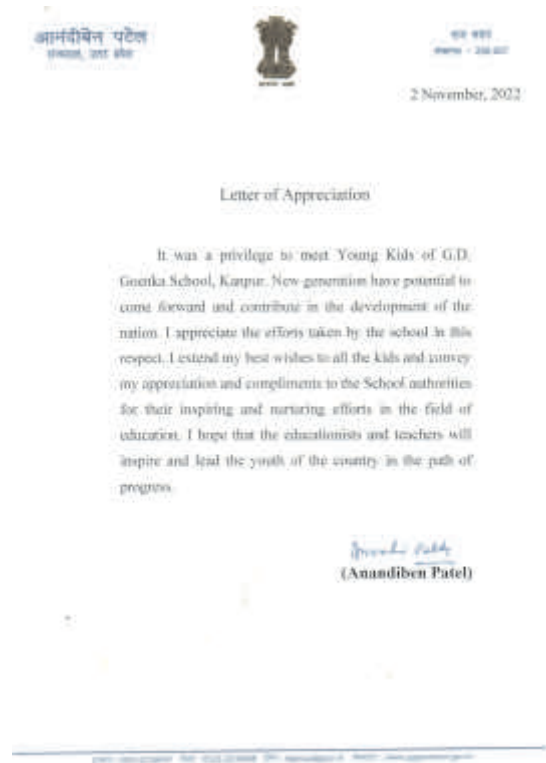 आनंदीबेन पटेल
राज्यपाल, उत्तर प्रदेश
2 November, 2022
Letter of Appreciation
It was a privilege to meet Young Kids of G.D.
Goenka School, Kanpur. New generation have potential to
come forward and contribute in the development of the
nation. I appreciate the efforts taken by the school in this
respect. I extend my best wishes to all the kids and convey
my appreciation and compliments to the School authorities
for their inspiring and nurturing efforts in the field of
education. I hope that the educationists and teachers will
inspire and lead the youth of the country in the path of
progress.
(Anandiben Patel)